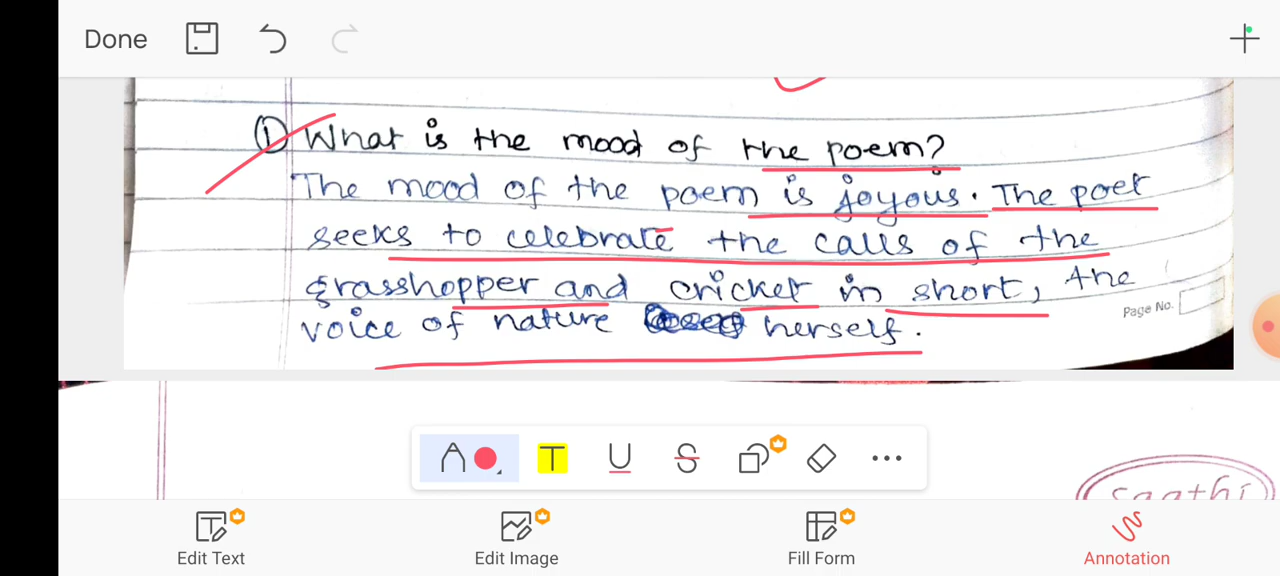 Done
① What is the mood of the poem?
The mood of the poem is joyous. The poet
seeks to celebrate the calls of the
grasshopper and cricket in short, the
voice of nature herself.
Page No.
T
U
S
Saathi
Edit Text
Edit Image
Fill Form
Annotation